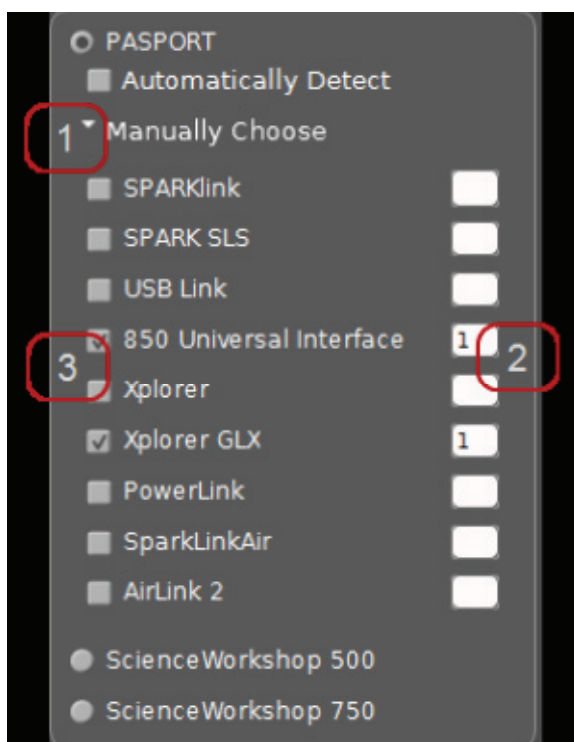 PASPORT
Automatically Detect
1 Manually Choose
SPARKlink
SPARK SLS
USB Link
850 Universal Interface 1
2
3
Xplorer
Xplorer GLX 1
PowerLink
SparkLinkAir
AirLink 2
ScienceWorkshop 500
ScienceWorkshop 750